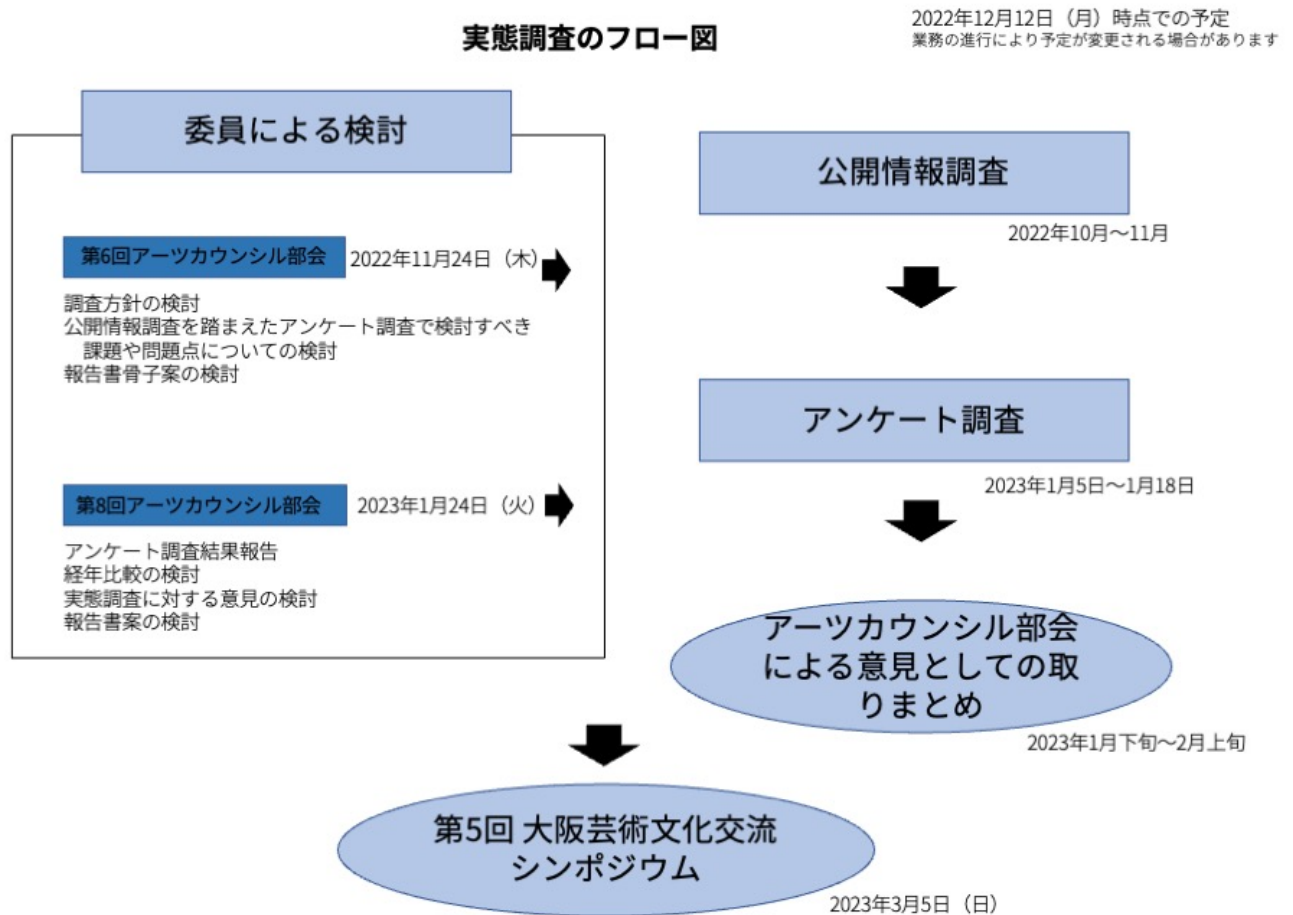 実態調査のフロー図
2022年12月12日（月）時点での予定
業務の進行により予定が変更される場合があります
委員による検討
第6回アーツカウンシル部会 2022年11月24日（木）
調査方針の検討
公開情報調査を踏まえたアンケート調査で検討すべき
課題や問題点についての検討
報告書骨子案の検討
第8回アーツカウンシル部会 2023年1月24日（火）
アンケート調査結果報告
経年比較の検討
実態調査に対する意見の検討
報告書案の検討
公開情報調査
2022年10月～11月
アンケート調査
2023年1月5日～1月18日
アーツカウンシル部会
による意見としての取
りまとめ
2023年1月下旬～2月上旬
第5回 大阪芸術文化交流
シンポジウム
2023年3月5日（日）